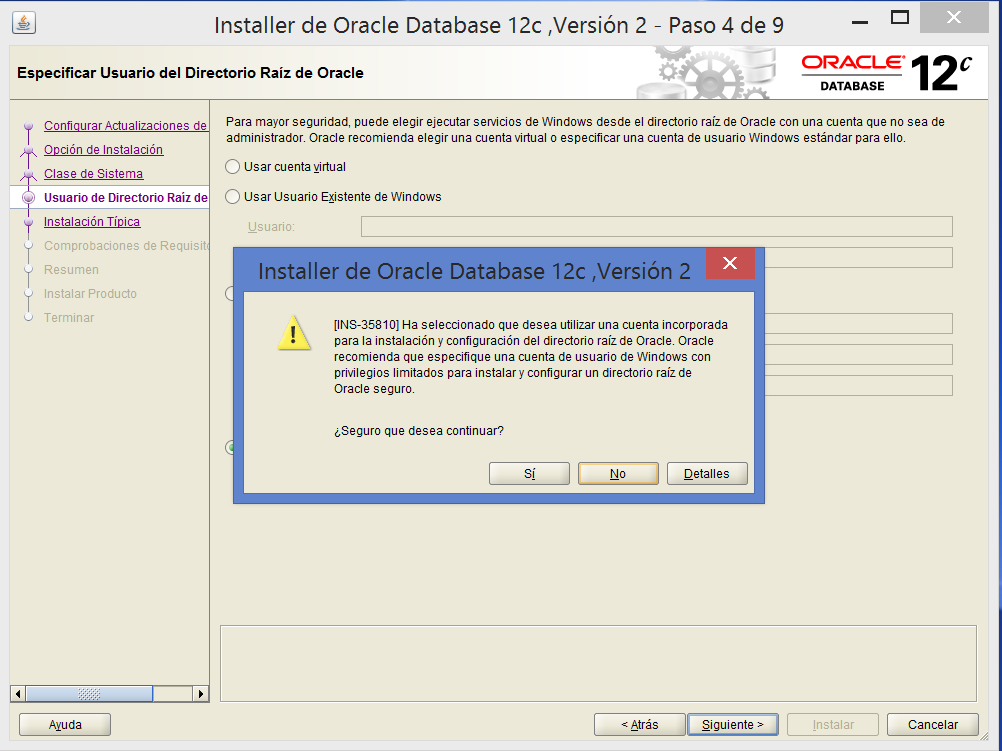 Installer de Oracle Database 12c ,Versión 2 - Paso 4 de 9
Especificar Usuario del Directorio Raíz de Oracle
ORACLE®
DATABASE
12c
Configurar Actualizaciones de
Opción de Instalación
Clase de Sistema
Usuario de Directorio Raíz de
Instalación Típica
Comprobaciones de Requisito
Resumen
Instalar Producto
Terminar
Para mayor seguridad, puede elegir ejecutar servicios de Windows desde el directorio raíz de Oracle con una cuenta que no sea de
administrador. Oracle recomienda elegir una cuenta virtual o especificar una cuenta de usuario Windows estándar para ello.
Usar cuenta virtual
Usar Usuario Existente de Windows
Usuario:
Installer de Oracle Database 12c ,Versión 2
[INS-35810] Ha seleccionado que desea utilizar una cuenta incorporada
para la instalación y configuración del directorio raíz de Oracle. Oracle
recomienda que especifique una cuenta de usuario de Windows con
privilegios limitados para instalar y configurar un directorio raíz de
Oracle seguro.
¿Seguro que desea continuar?
Sí
No
Detalles
Ayuda
< Atrás
Siguiente >
Instalar
Cancelar